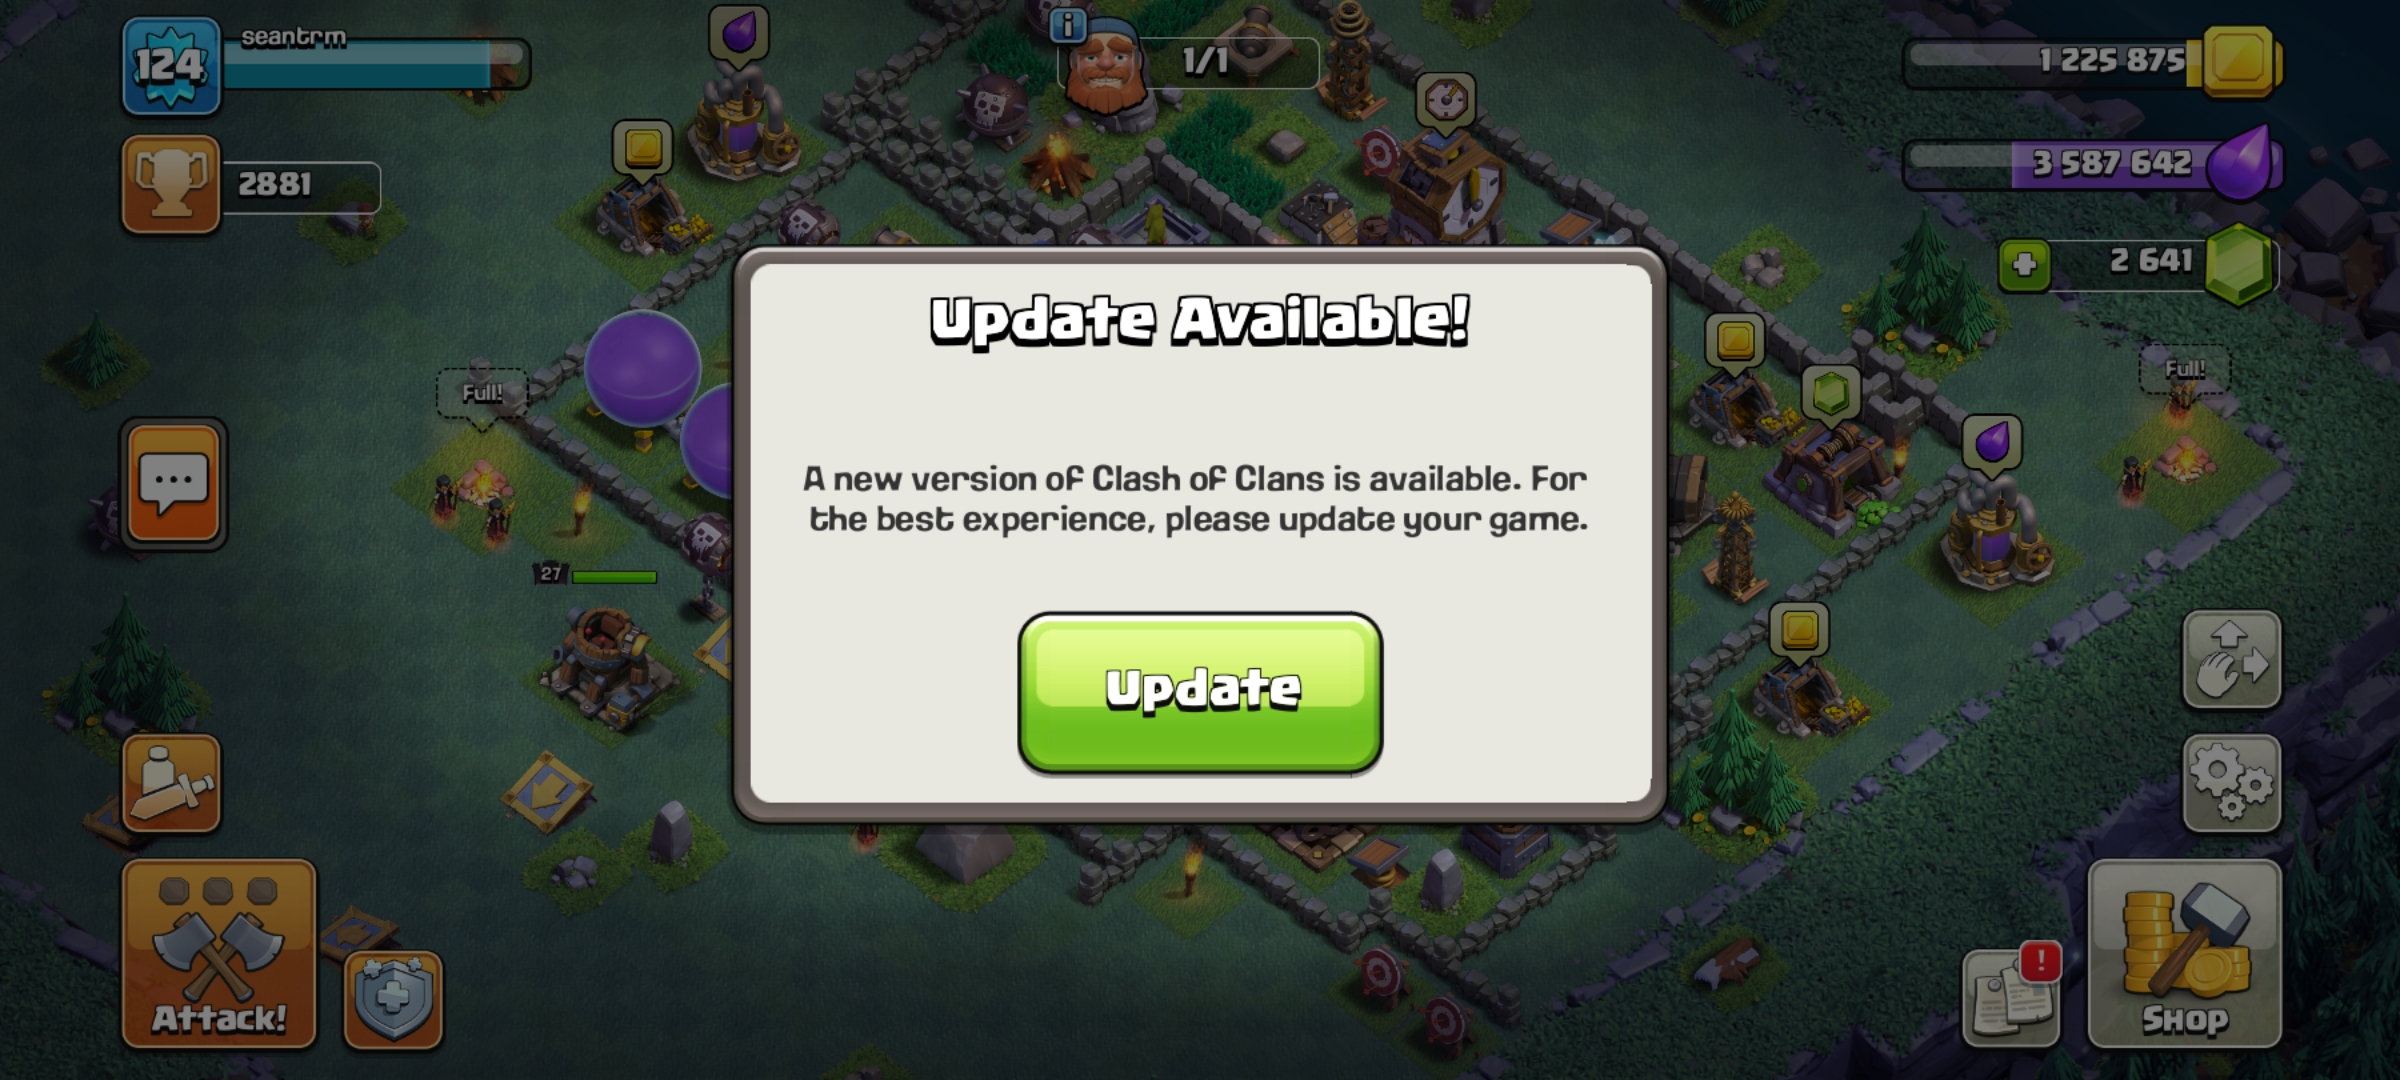 124
seantrm
i
1/1
1 225 875
2881
3 587 642
2 641
Update Available!
Full!
Full!
A new version of Clash of Clans is available. For
the best experience, please update your game.
27
Update
Attack!
!
Shop